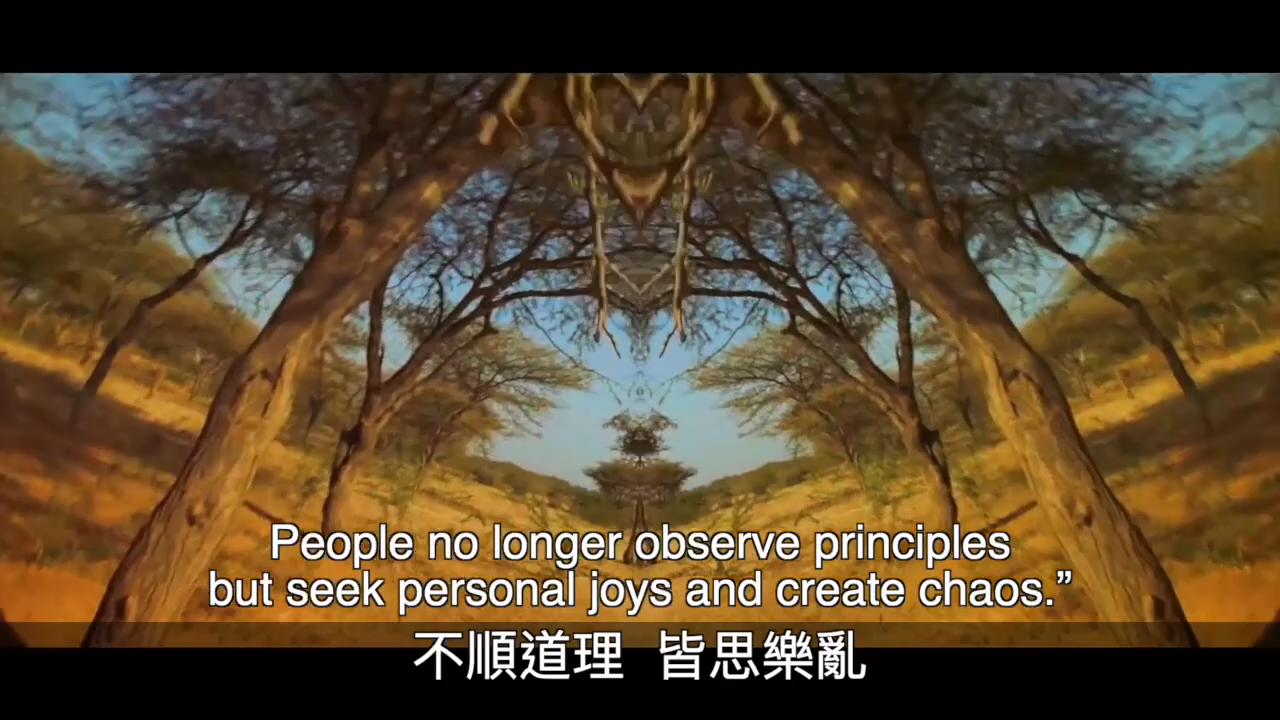 People no longer observe principles
but seek personal joys and create chaos.”
不順道理 皆思樂亂